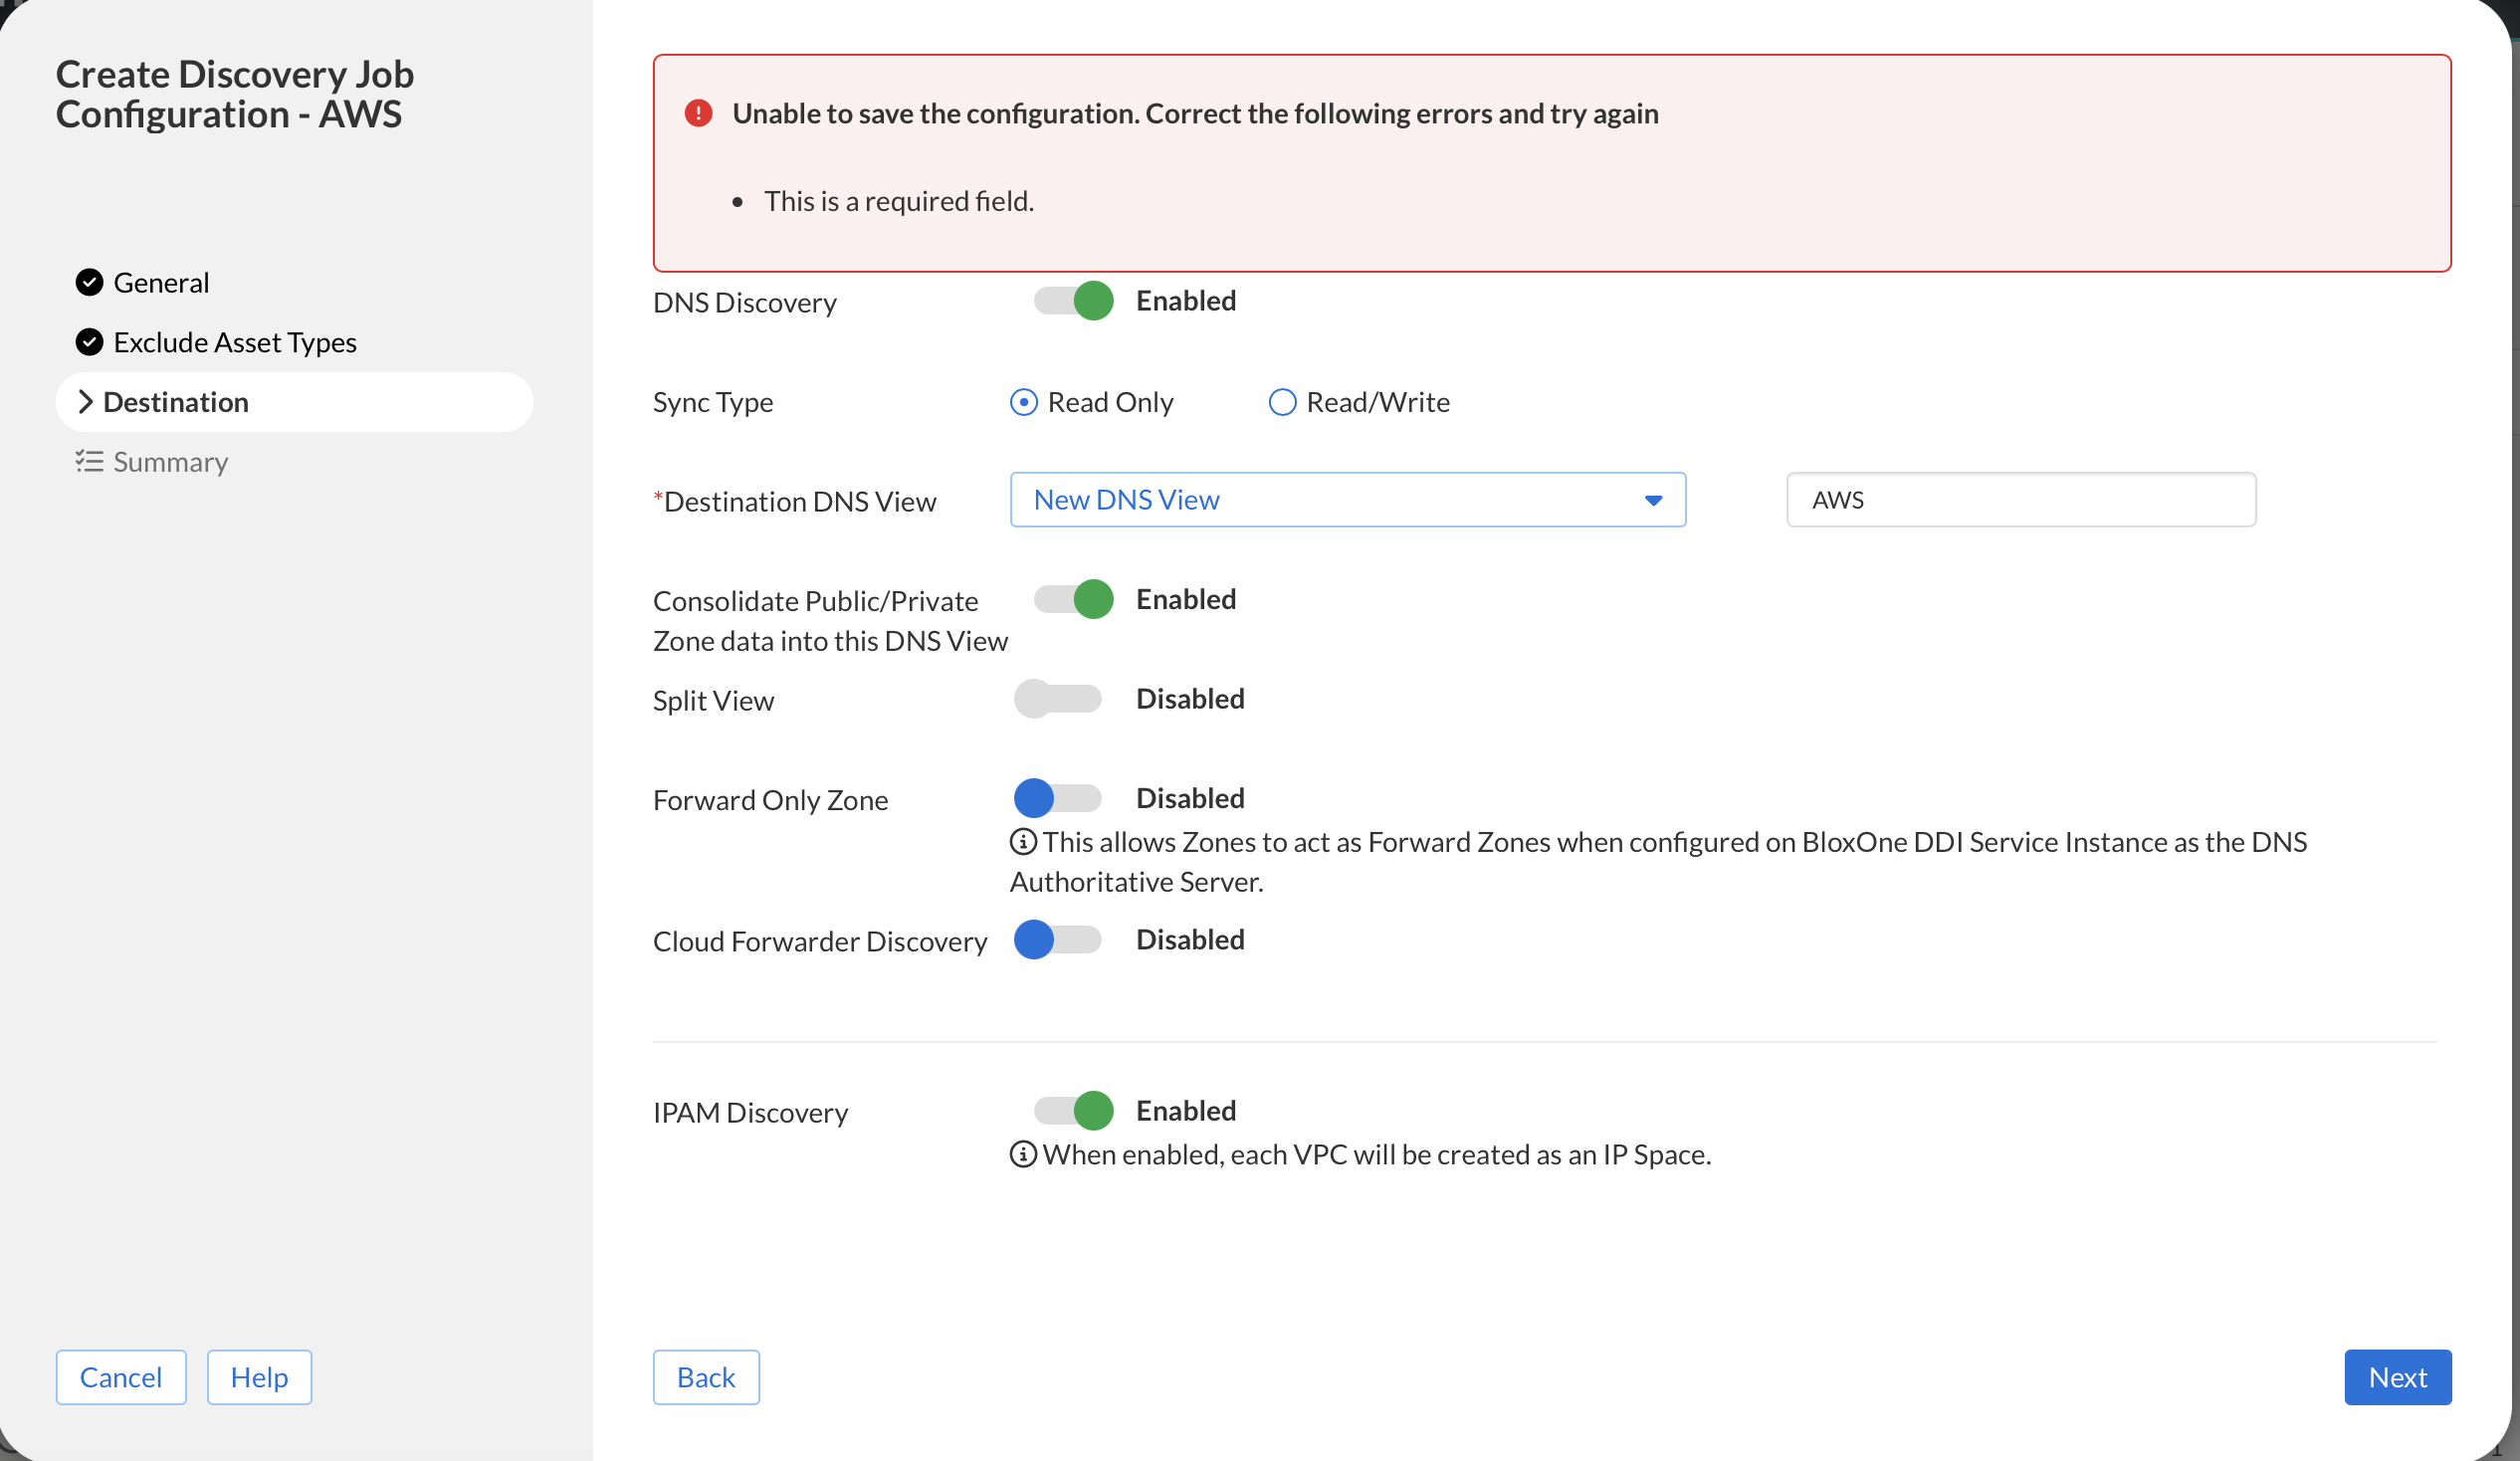 Create Discovery Job
Configuration - AWS
General
Exclude Asset Types
Destination
Summary
Cancel
Help
Unable to save the configuration. Correct the following errors and try again
• This is a required field.
DNS Discovery
Enabled
Sync Type
Read Only
Read/Write
*Destination DNS View
New DNS View
AWS
Consolidate Public/Private
Zone data into this DNS View
Enabled
Split View
Disabled
Forward Only Zone
Disabled
This allows Zones to act as Forward Zones when configured on BloxOne DDI Service Instance as the DNS
Authoritative Server.
Cloud Forwarder Discovery
Disabled
IPAM Discovery
Enabled
When enabled, each VPC will be created as an IP Space.
Back
Next